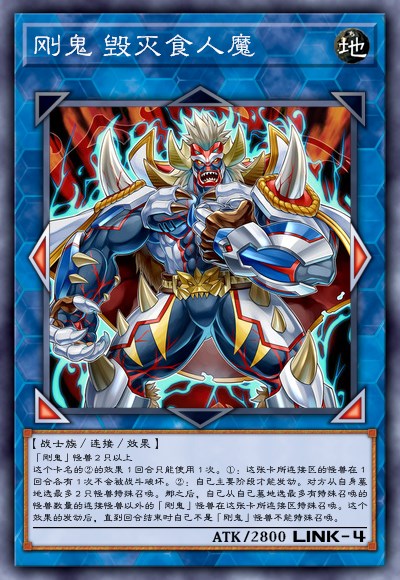 刚鬼 毁灭食人魔
地
【战士族／连接／效果】
「刚鬼」怪兽２只以上
这个卡名的②的效果１回合只能使用１次。①：这张卡所连接区的怪兽在１
回合各有１次不会被战斗破坏。②：自己主要阶段才能发动。对方从自身墓
地选最多２只怪兽特殊召唤。那之后，自己从自己墓地选最多有特殊召唤的
怪兽数量的连接怪兽以外的「刚鬼」怪兽在这张卡所连接区特殊召唤。这个
效果的发动后，直到回合结束时自己不是「刚鬼」怪兽不能特殊召唤。
ATK/2800 LINK-4